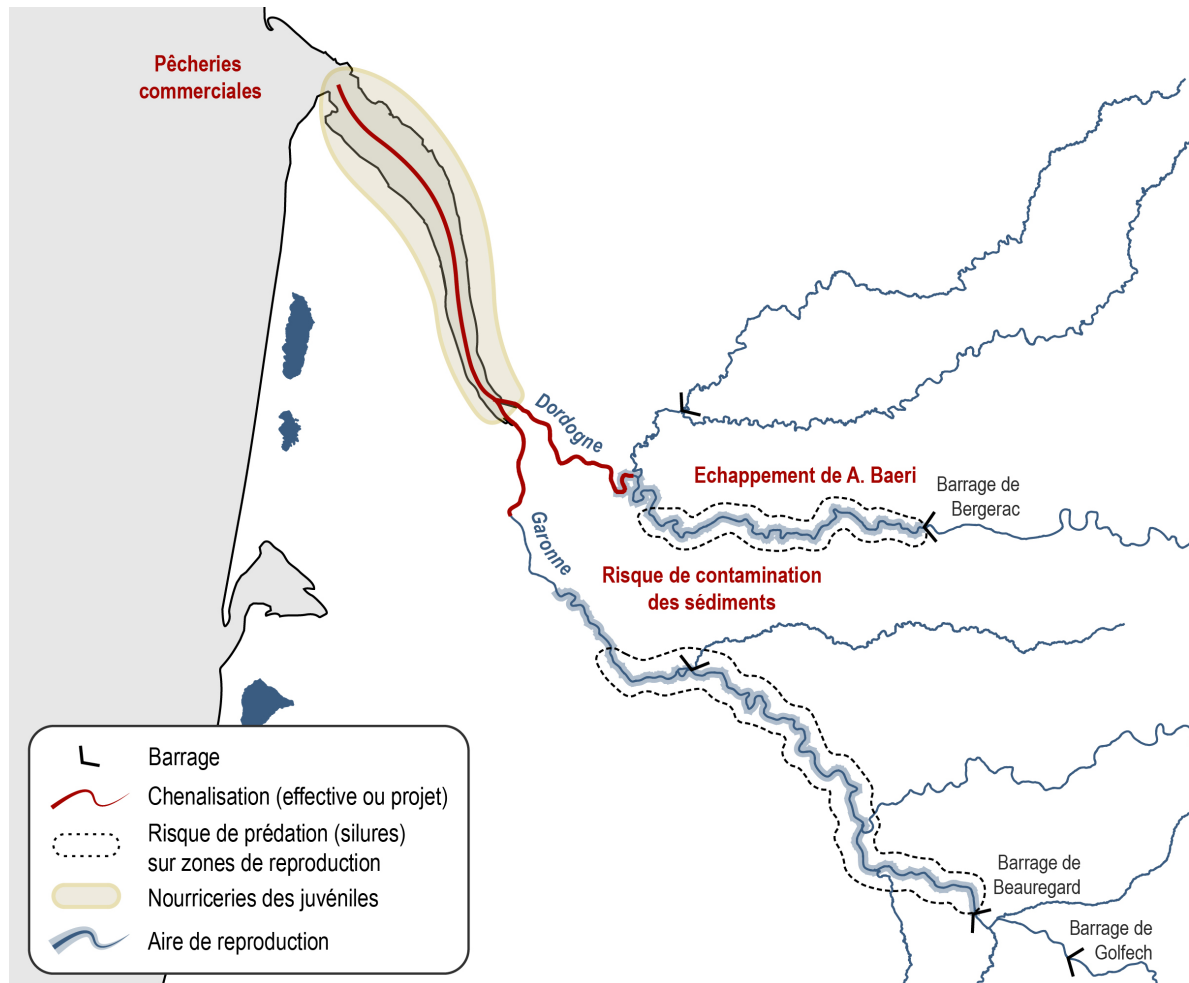 Pêcheries
commerciales
Dordogne
Echappement de A. Baeri
Barrage de
Bergerac
Garonne
Risque de contamination
des sédiments
Barrage
Chenalisation (effective ou projet)
Risque de prédation (silures)
sur zones de reproduction
Nourriceries des juvéniles
Aire de reproduction
Barrage de
Beauregard
Barrage de
Golfech